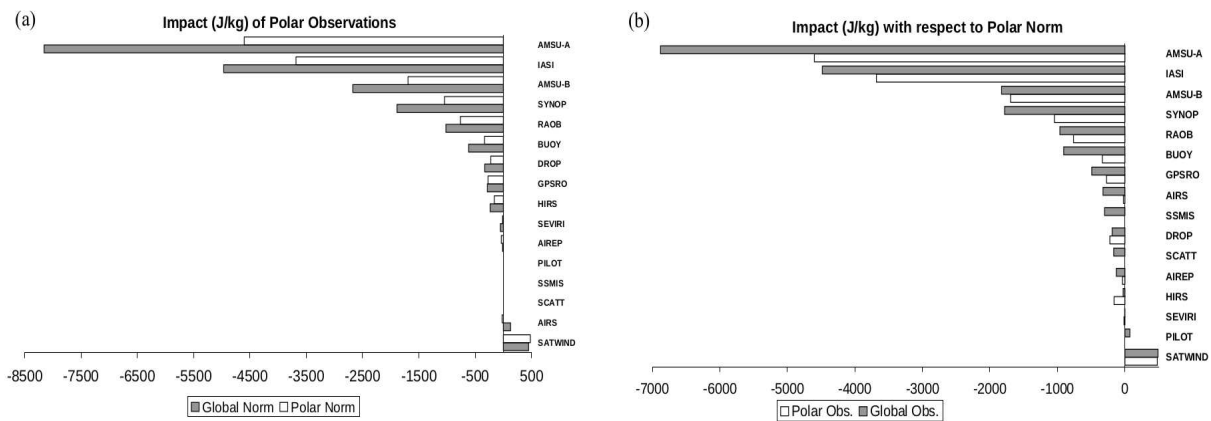 (a)
Impact (J/kg) of Polar Observations
AMSU-A
IASI
AMSU-B
SYNOP
RAOB
BUOY
DROP
GPSRO
HIRS
SEVIRI
AIREP
PILOT
SSMIS
SCATT
AIRS
SATWIND
-8500 -7500 -6500 -5500 -4500 -3500 -2500 -1500 -500 500
Global Norm Polar Norm
(b)
Impact (J/kg) with respect to Polar Norm
AMSU-A
IASI
AMSU-B
SYNOP
RAOB
BUOY
GPSRO
AIRS
SSMIS
DROP
SCATT
AIREP
HIRS
SEVIRI
PILOT
SATWIND
-7000 -6000 -5000 -4000 -3000 -2000 -1000 0
Polar Obs. Global Obs.